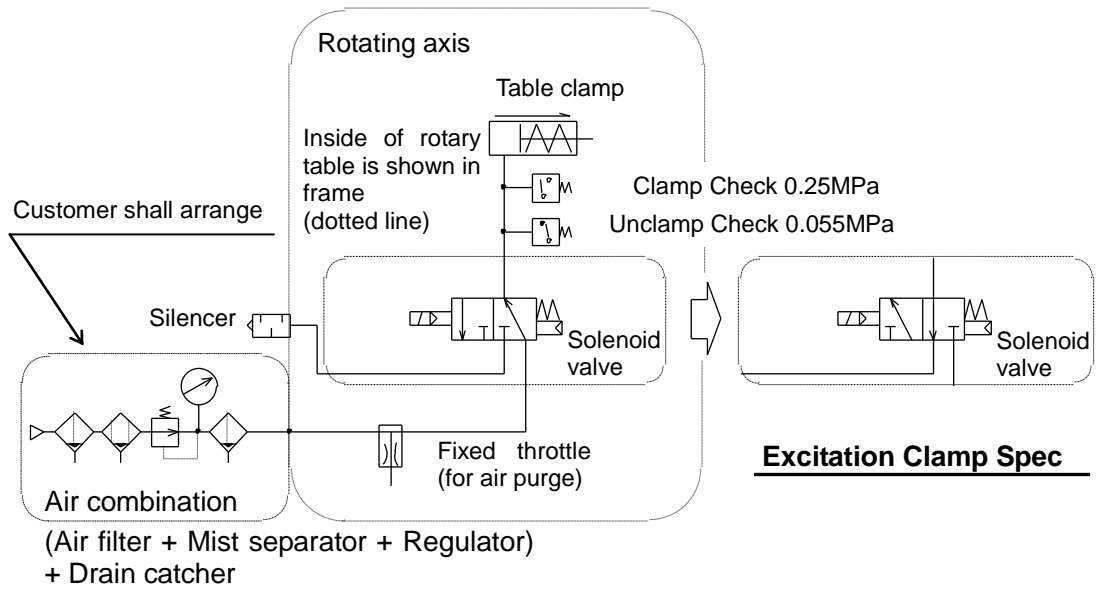 Rotating axis
Table clamp
Inside of rotary
table is shown in
frame
(dotted line)
Clamp Check 0.25MPa
Unclamp Check 0.055MPa
Customer shall arrange
Silencer
Solenoid
valve
Solenoid
valve
Fixed throttle
(for air purge)
Excitation Clamp Spec
Air combination
(Air filter + Mist separator + Regulator)
+ Drain catcher